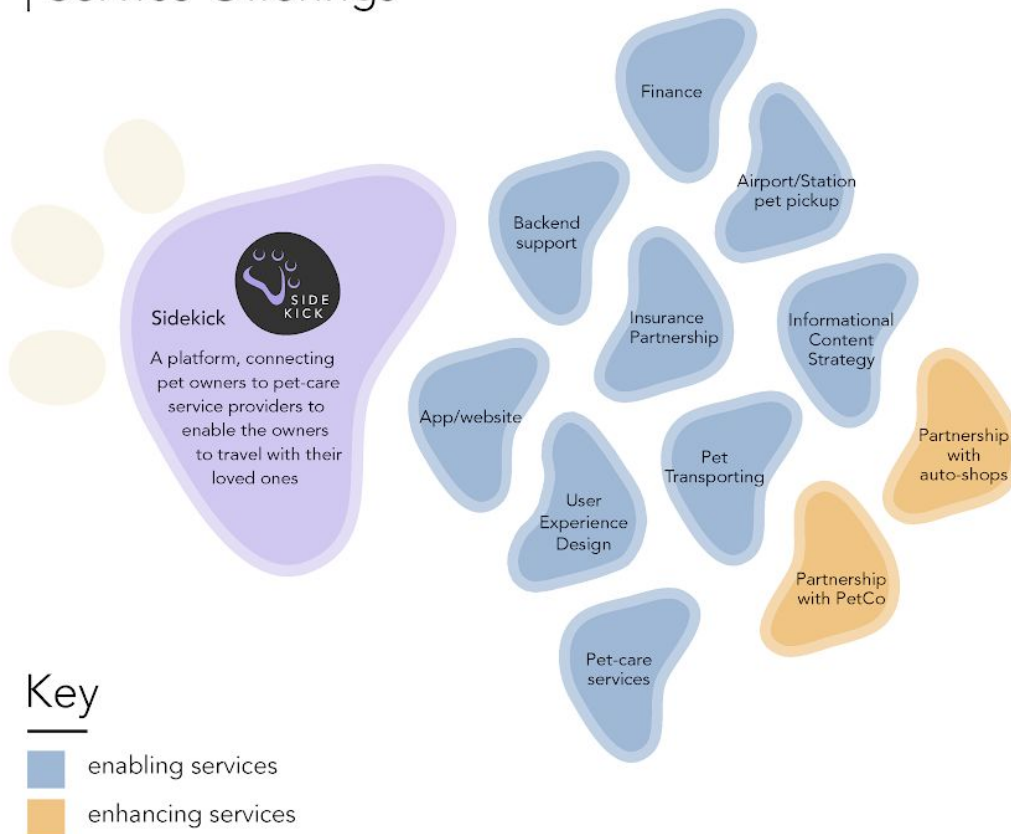 Service Offerings
Finance
Airport/Station
pet pickup
Backend
support
SIDE
KICK
Sidekick
Insurance
Partnership
Informational
Content
Strategy
A platform, connecting
pet owners to pet-care
service providers to
enable the owners
to travel with their
loved ones
App/website
Partnership
with
auto-shops
Pet
Transporting
User
Experience
Design
Partnership
with PetCo
Pet-care
services
Key
enabling services
enhancing services